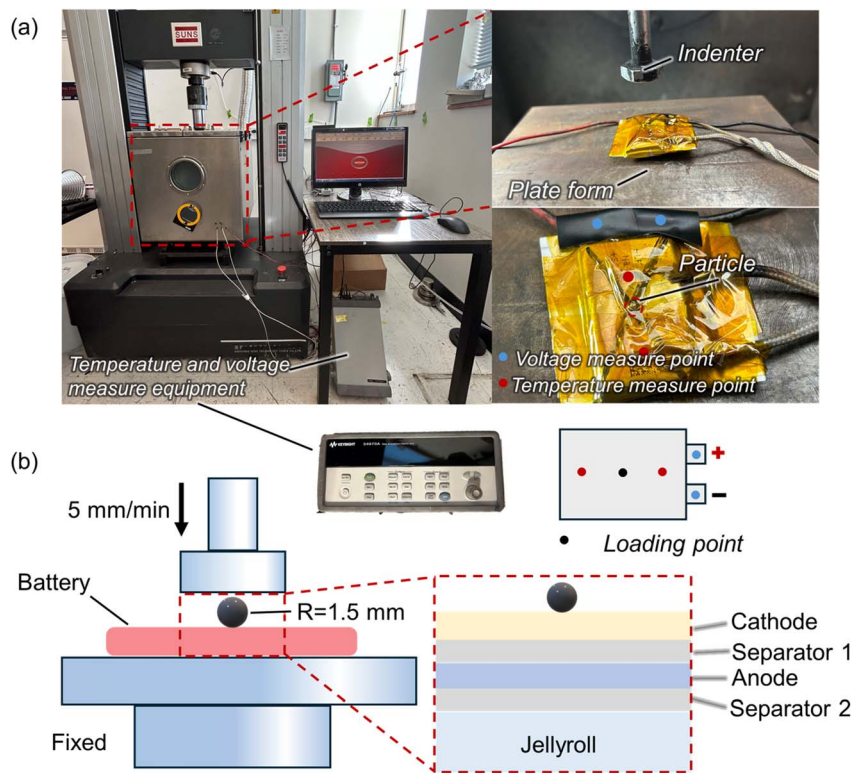 (a)
SUNS
Indenter
Plate form
Particle
Voltage measure point
Temperature measure point
Temperature and voltage
measure equipment
(b)
KEYSIGHT 34970A
5 mm/min
+
−
Loading point
Battery
R=1.5 mm
Cathode
Separator 1
Anode
Separator 2
Fixed
Jellyroll